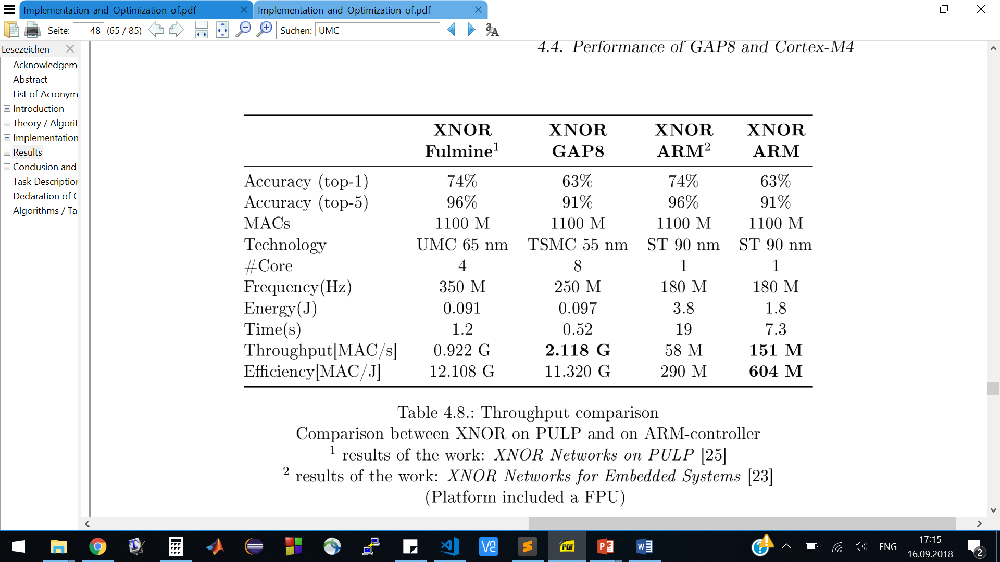 Implementation_and_Optimization_of.pdf
Implementation_and_Optimization_of.pdf
Seite: 48 (65 / 85) Suchen: UMC
Lesezeichen
Acknowledgem
Abstract
List of Acronym
Introduction
Theory / Algorit
Implementation
Results
Conclusion and
Task Description
Declaration of C
Algorithms / Ta
4.4. Performance of GAP8 and Cortex-M4
XNOR XNOR XNOR XNOR
Fulmine¹ GAP8 ARM² ARM
Accuracy (top-1) 74% 63% 74% 63%
Accuracy (top-5) 96% 91% 96% 91%
MACs 1100 M 1100 M 1100 M 1100 M
Technology UMC 65 nm TSMC 55 nm ST 90 nm ST 90 nm
#Core 4 8 1 1
Frequency(Hz) 350 M 250 M 180 M 180 M
Energy(J) 0.091 0.097 3.8 1.8
Time(s) 1.2 0.52 19 7.3
Throughput[MAC/s] 0.922 G 2.118 G 58 M 151 M
Efficiency[MAC/J] 12.108 G 11.320 G 290 M 604 M
Table 4.8.: Throughput comparison
Comparison between XNOR on PULP and on ARM-controller
¹ results of the work: XNOR Networks on PULP [25]
² results of the work: XNOR Networks for Embedded Systems [23]
(Platform included a FPU)
ENG
17:15
16.09.2018
2